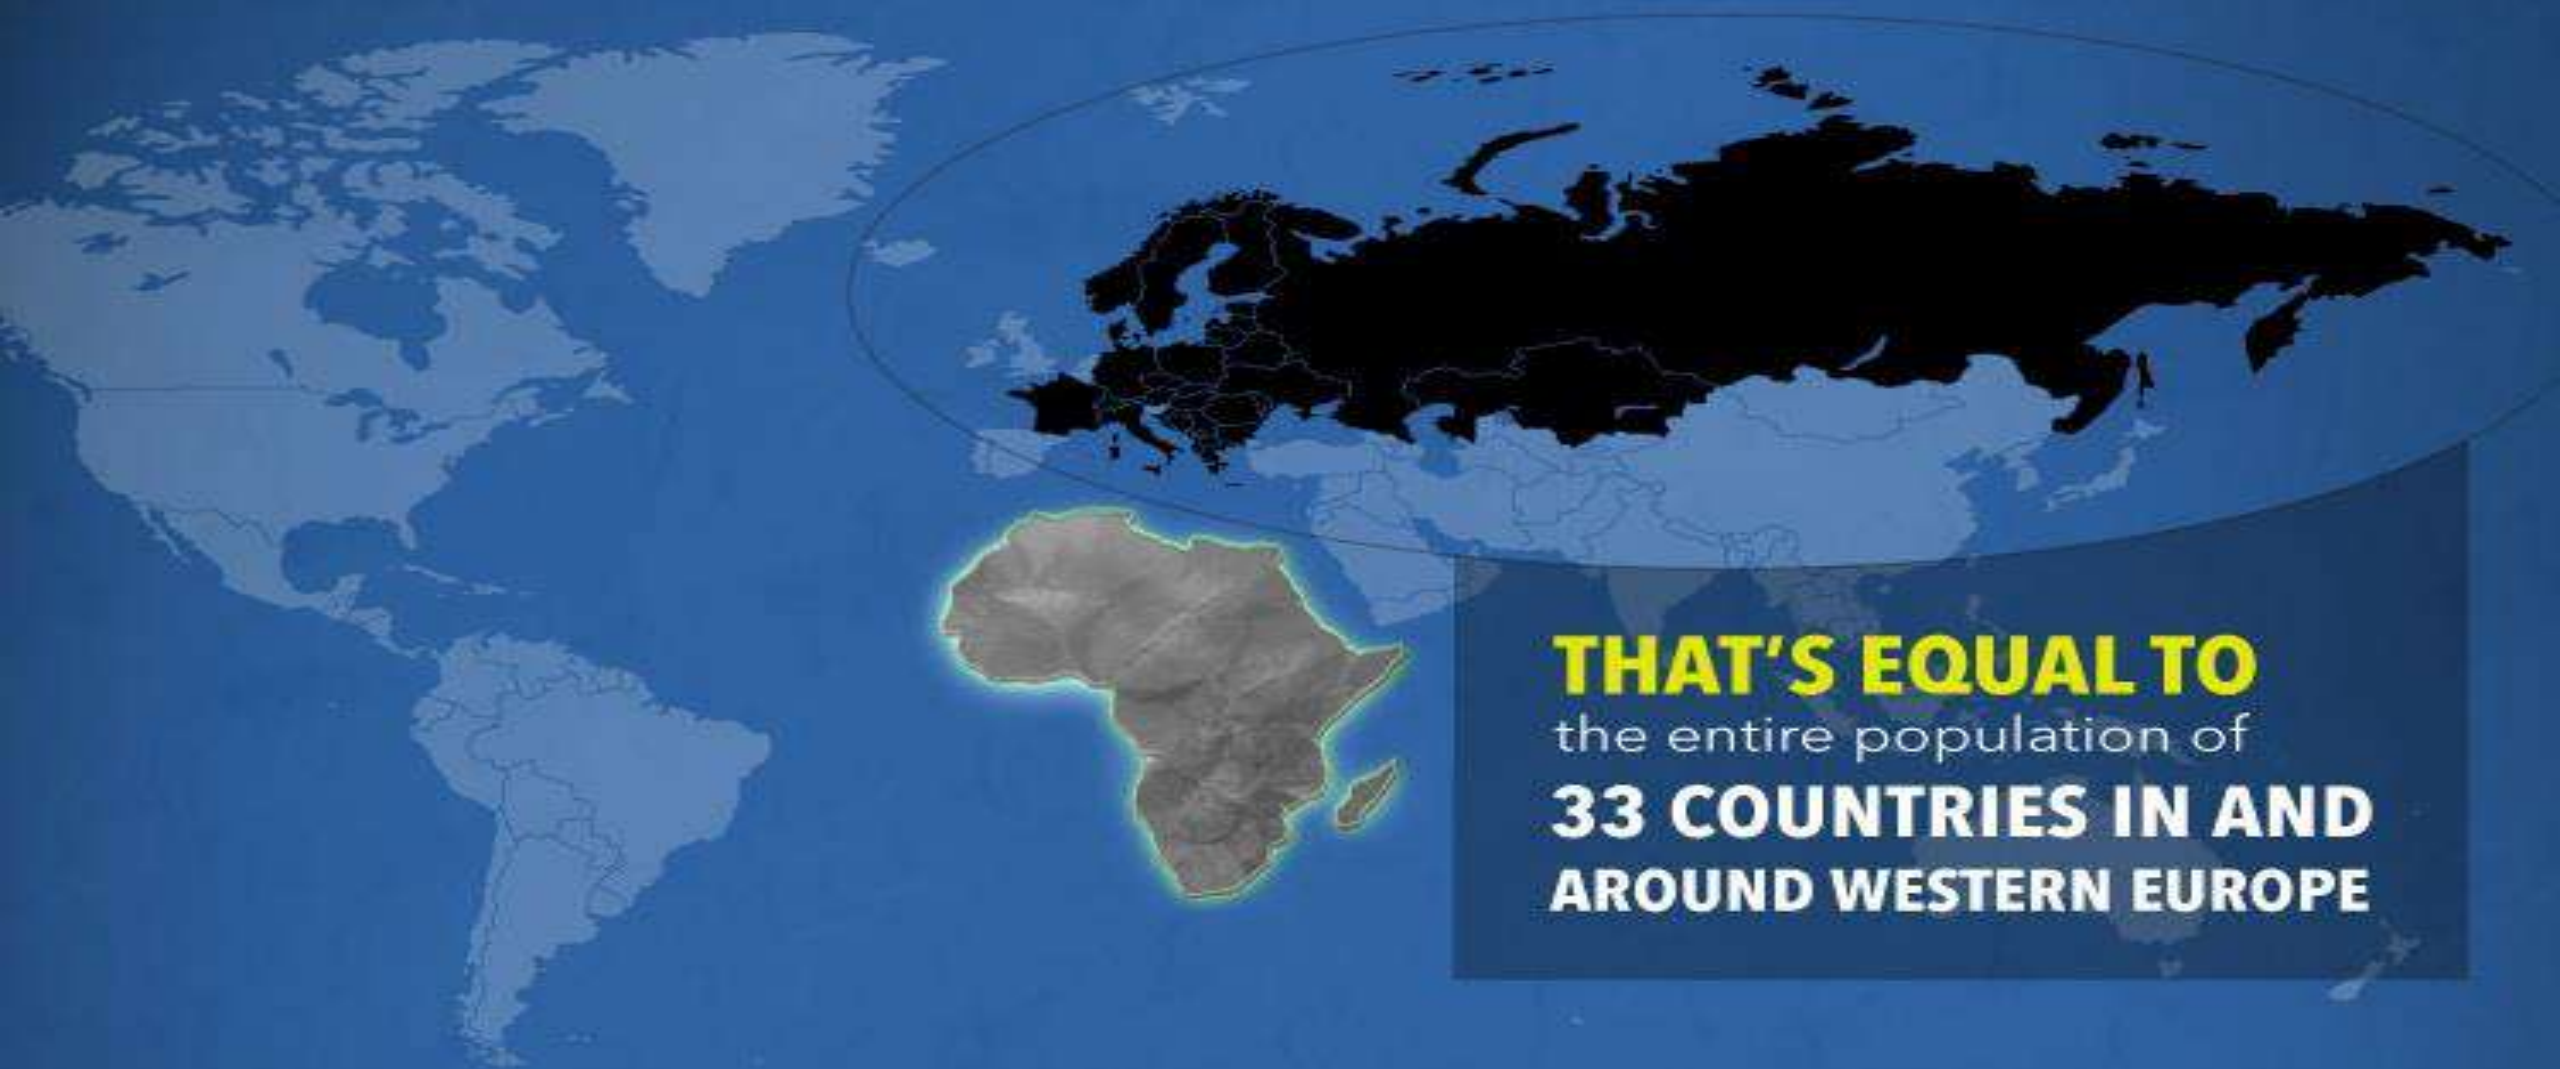 THAT'S EQUAL TO
the entire population of
33 COUNTRIES IN AND
AROUND WESTERN EUROPE